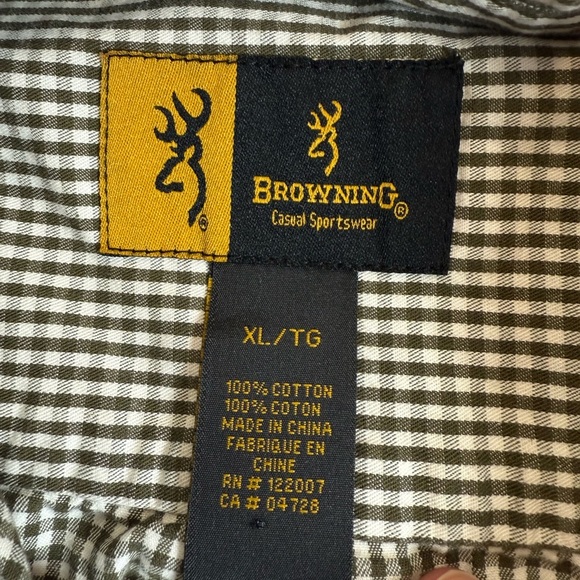 BROWNING®
Casual Sportswear
®
XL/TG
100% COTTON
100% COTON
MADE IN CHINA
FABRIQUE EN
CHINE
RN# 122007
CA# 04728